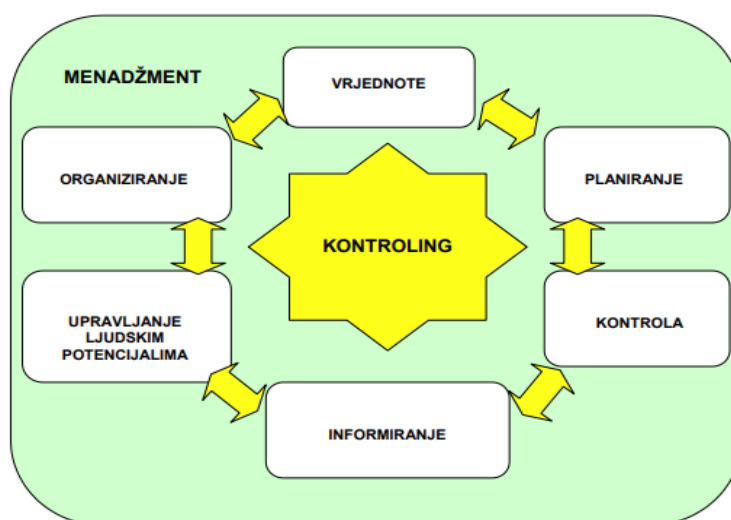 MENADŽMENT
VRJEDNOTE
ORGANIZIRANJE
PLANIRANJE
KONTROLING
UPRAVLJANJE
LJUDSKIM
POTENCIJALIMA
KONTROLA
INFORMIRANJE